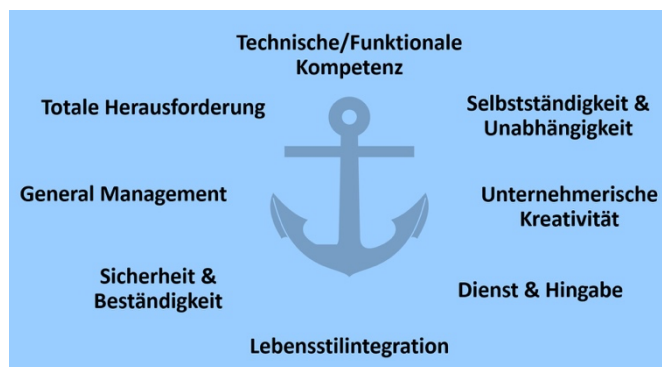 Technische/Funktionale
Kompetenz
Totale Herausforderung
Selbstständigkeit &
Unabhängigkeit
General Management
Unternehmerische
Kreativität
Sicherheit &
Beständigkeit
Dienst & Hingabe
Lebensstilintegration